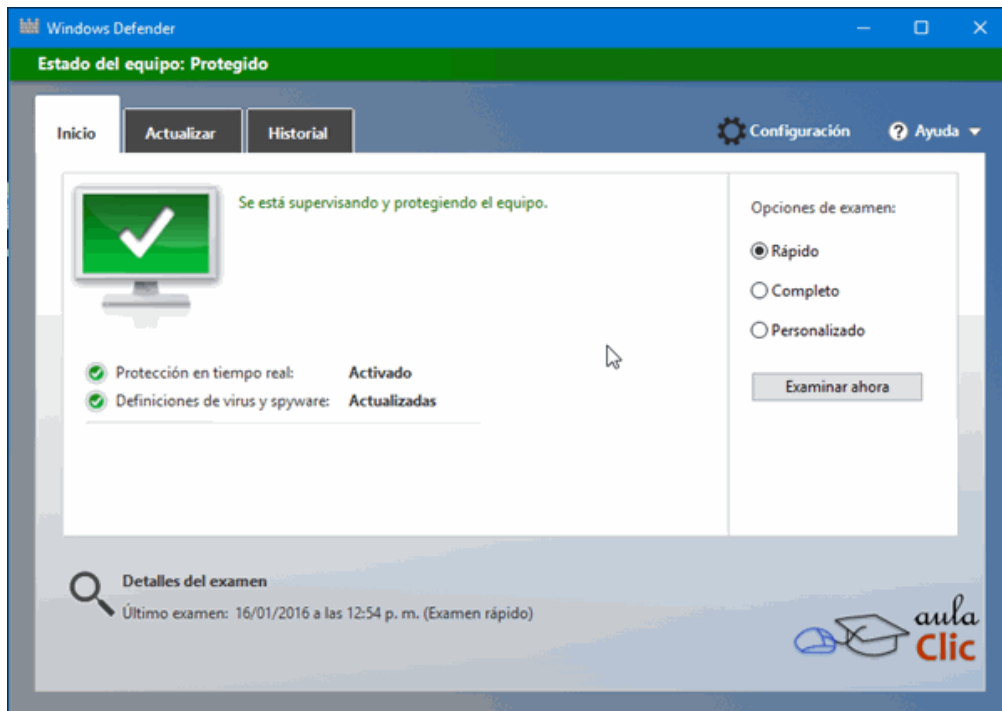 Windows Defender
Estado del equipo: Protegido
Inicio
Actualizar
Historial
Configuración
? Ayuda
Se está supervisando y protegiendo el equipo.
Opciones de examen:
Rápido
Completo
Personalizado
Examinar ahora
Protección en tiempo real: Activado
Definiciones de virus y spyware: Actualizadas
Detalles del examen
Último examen: 16/01/2016 a las 12:54 p. m. (Examen rápido)
aula
Clic